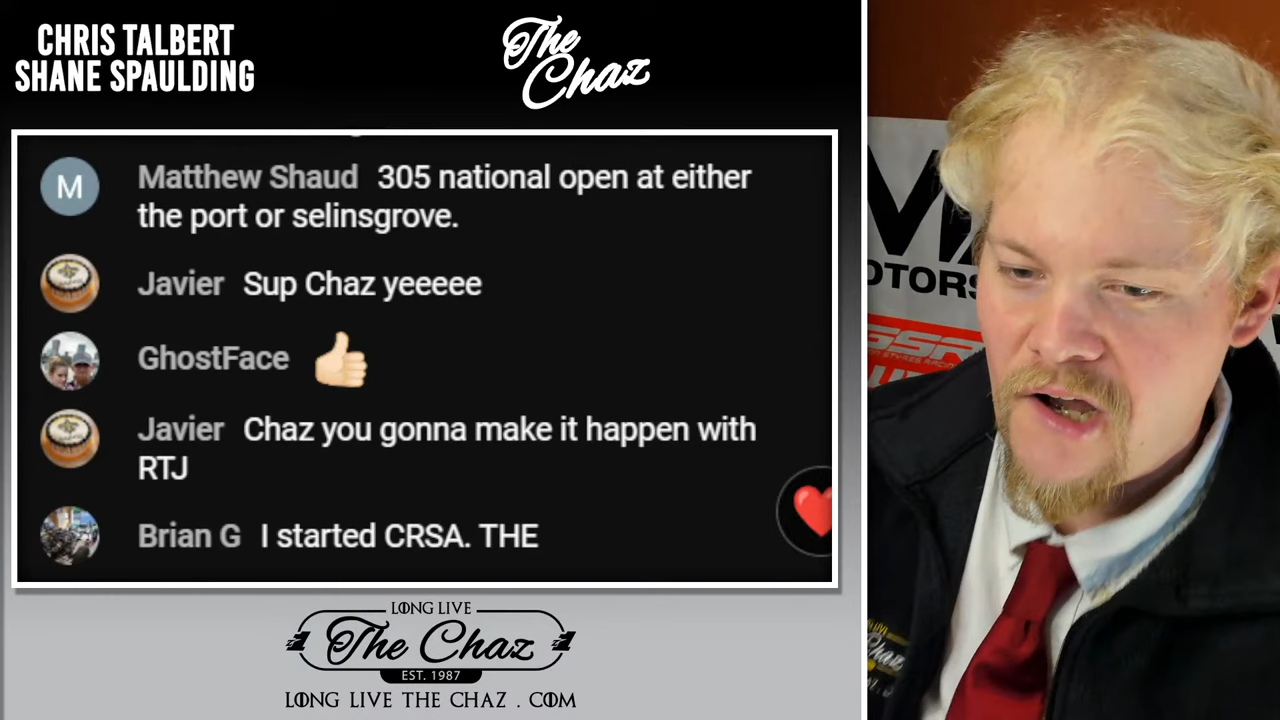 CHRIS TALBERT
SHANE SPAULDING
The
Chaz
M
Matthew Shaud 305 national open at either
the port or selinsgrove.
Javier Sup Chaz yeeeee
GhostFace 👍🏻
Javier Chaz you gonna make it happen with
RTJ
Brian G I started CRSA. THE
LONG LIVE
The Chaz
EST. 1987
LONG LIVE THE CHAZ . COM
GSR
Chaz